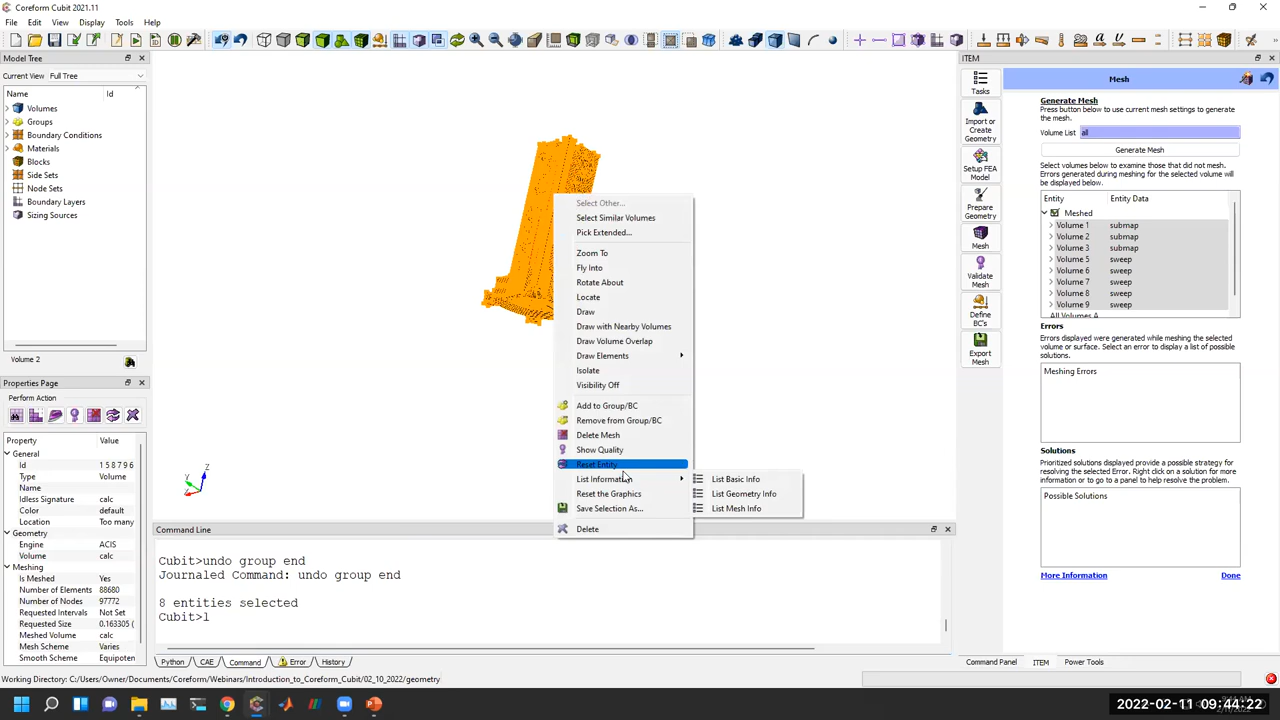 Coreform Cubit 2021.11
File Edit View Display Tools Help
Model Tree
Current View Full Tree
Name Id
Volumes
Groups
Boundary Conditions
Materials
Blocks
Side Sets
Node Sets
Boundary Layers
Sizing Sources
Volume 2
Properties Page
Perform Action
Property Value
General
Id 1 5 8 7 9 6
Type Volume
Name
Color default
Idless Signature
Location Too many
Geometry
Engine ACIS
Volume calc
Meshing
Is Meshed Yes
Number of Elements 88680
Number of Nodes 97772
Requested Intervals Not Set
Requested Size 0.163305 (
Meshed Volume calc
Mesh Scheme Varies
Smooth Scheme Equipoten
Z
Y
X
Select Other...
Select Similar Volumes
Pick Extended...
Zoom To
Fly Into
Rotate About
Locate
Draw
Draw with Nearby Volumes
Draw Volume Overlap
Draw Elements
Isolate
Visibility Off
Add to Group/BC
Remove from Group/BC
Delete Mesh
Show Quality
Reset Entity
List Information
Reset the Graphics
Save Selection As...
Delete
List Basic Info
List Geometry Info
List Mesh Info
Command Line
Cubit>undo group end
Journaled Command: undo group end
8 entities selected
Cubit>l
Python CAE Command Error History
Working Directory: C:/Users/Owner/Documents/Coreform/Webinars/Introduction_to_Coreform_Cubit/02_10_2022/geometry
ITEM
Tasks
Import or
Create
Geometry
Setup FEA
Model
Prepare
Geometry
Mesh
Validate
Mesh
Define
BC's
Export
Mesh
Mesh
Generate Mesh
Press button below to use current mesh settings to generate
the mesh.
Volume List all
Generate Mesh
Select volumes below to examine those that did not mesh.
Errors generated during meshing for the selected volume will
be displayed below.
Entity Entity Data
Meshed
Volume 1 submap
Volume 2 submap
Volume 3 submap
Volume 5 sweep
Volume 6 sweep
Volume 7 sweep
Volume 8 sweep
Volume 9 sweep
All Volumes A
Errors
Errors displayed were generated while meshing the selected
volume or surface. Select an error to display a list of possible
solutions.
Meshing Errors
Solutions
Prioritized solutions displayed provide a possible strategy for
resolving the selected Error. Right click on a solution for more
information or to go to a panel to help resolve the problem.
Possible Solutions
More Information Done
Command Panel ITEM Power Tools
2022-02-11 09:44:22